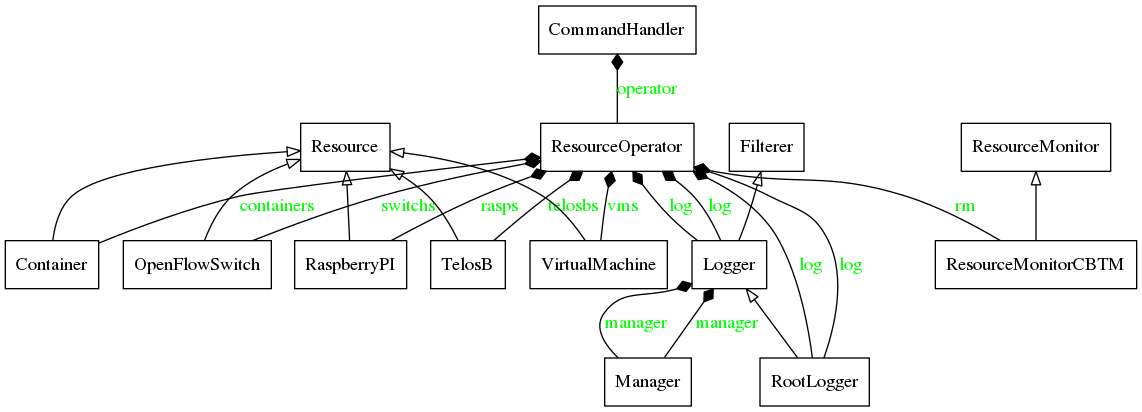 CommandHandler
operator
Resource
ResourceOperator
Filterer
ResourceMonitor
containers
switchs
rasps
telosbs
vms
log
log
rm
Container
OpenFlowSwitch
RaspberryPI
TelosB
VirtualMachine
Logger
log
log
ResourceMonitorCBTM
manager
manager
Manager
RootLogger